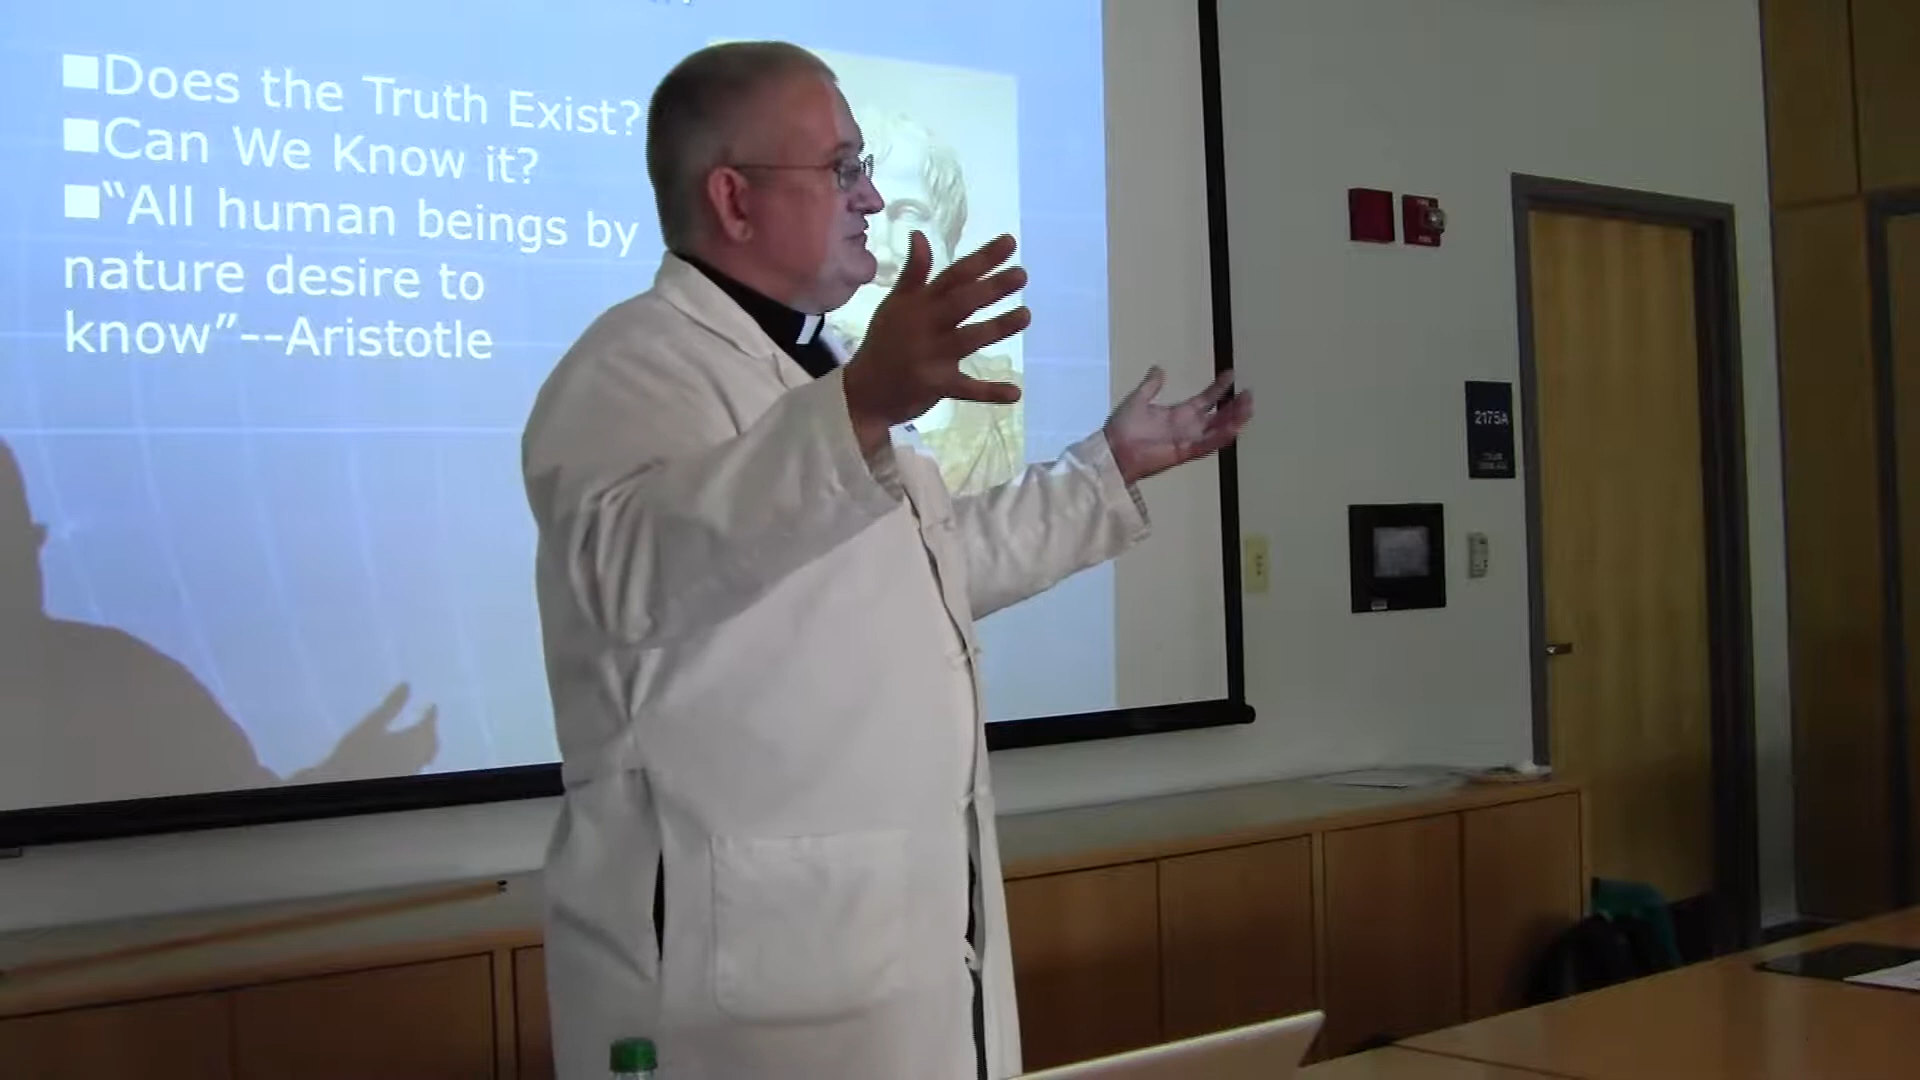 ■Does the Truth Exist?
■Can We Know it?
■“All human beings by
nature desire to
know”--Aristotle
2175A